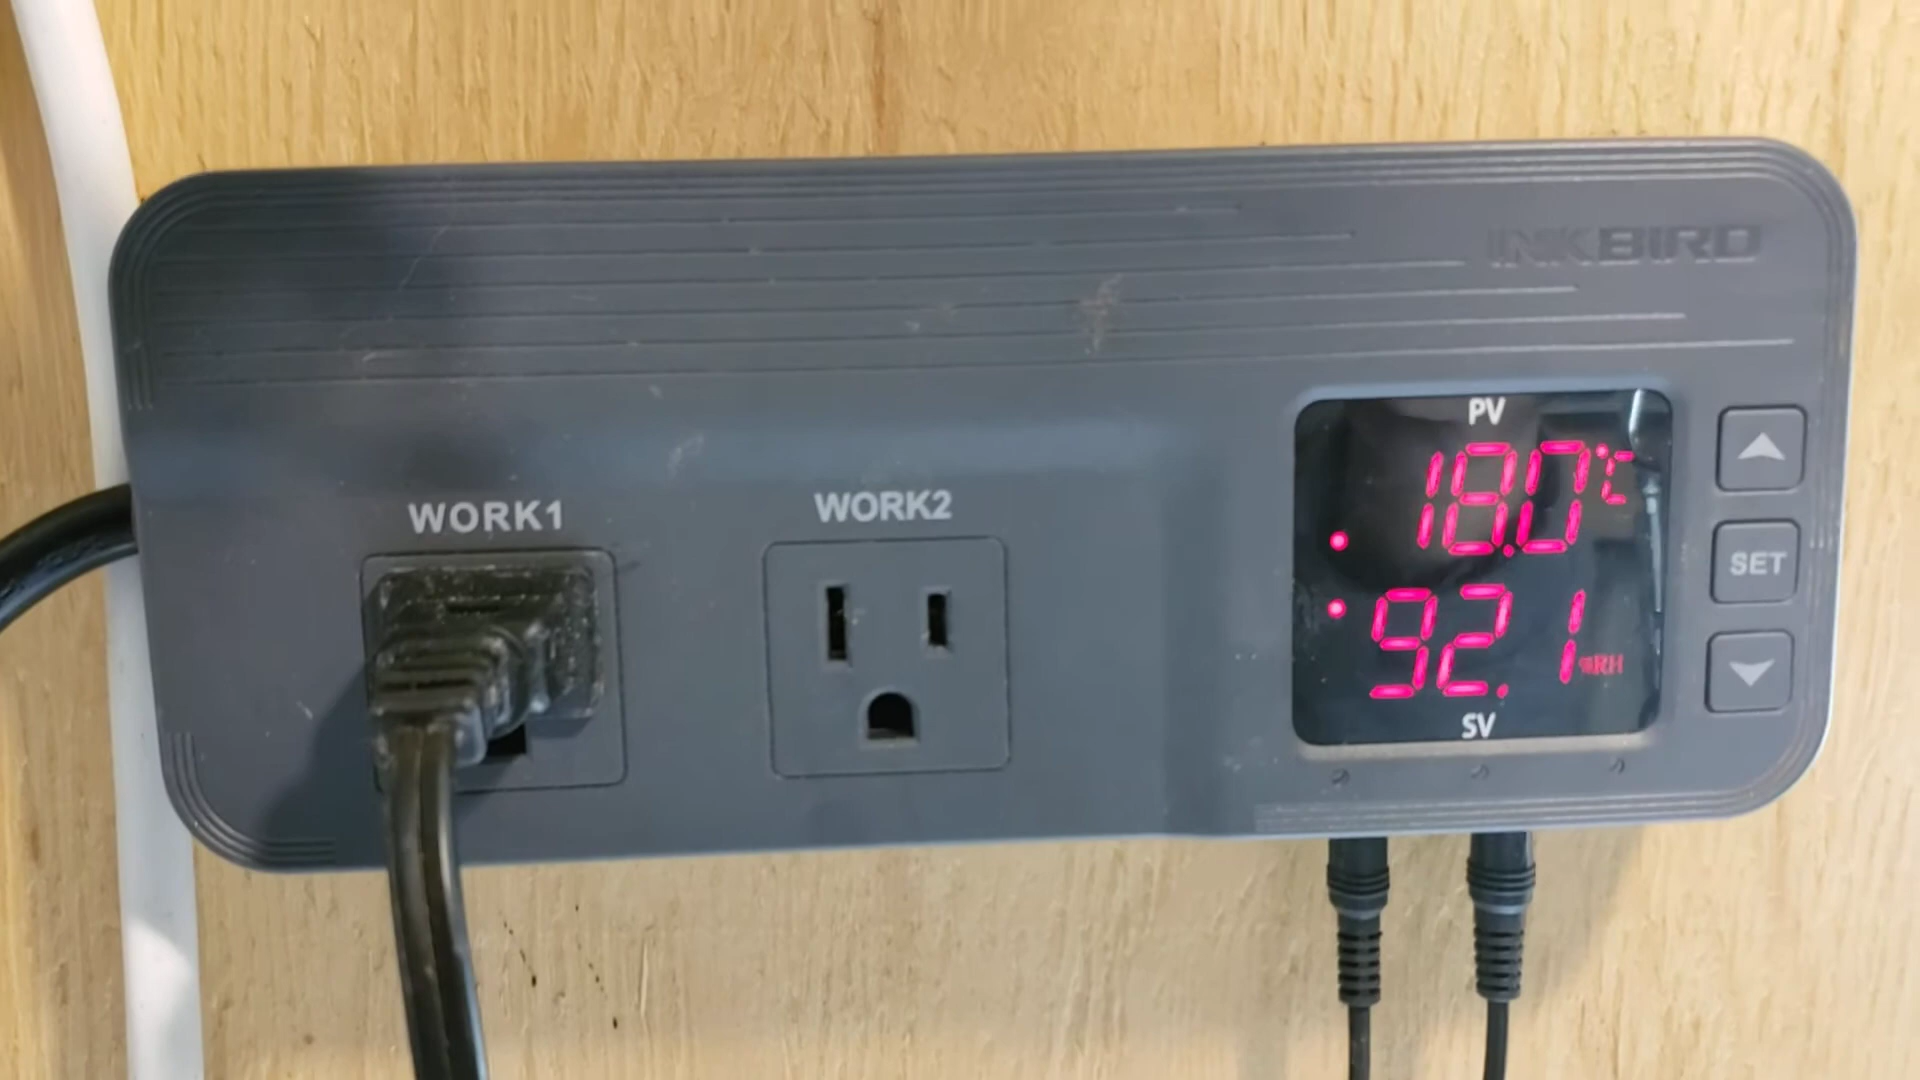 INKBIRD
WORK1
WORK2
PV
18.0℃
92.1%RH
SV
SET